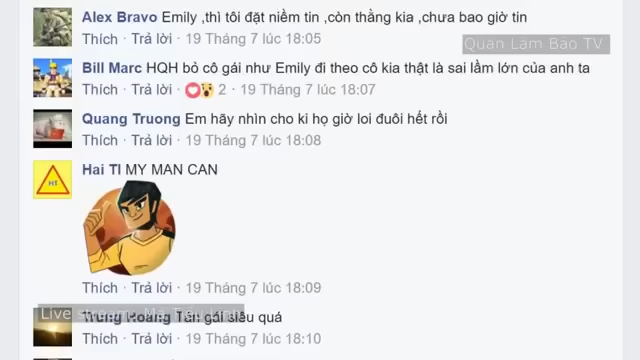 Alex Bravo Emily ,thì tôi đặt niềm tin ,còn thằng kia ,chưa bao giờ tin
Thích · Trả lời · 19 Tháng 7 lúc 18:05
Quan Lam Bao TV
Bill Marc HQH bỏ cô gái như Emily đi theo cô kia thật là sai lầm lớn của anh ta
Thích · Trả lời · 2 · 19 Tháng 7 lúc 18:07
Quang Truong Em hãy nhìn cho kỉ họ giờ loi đuôi hết rồi
Thích · Trả lời · 19 Tháng 7 lúc 18:08
Hai Tl MY MAN CAN
Thích · Trả lời · 19 Tháng 7 lúc 18:09
Live stream
Trung Hoang Tán gái siêu quá
Thích · Trả lời · 19 Tháng 7 lúc 18:10